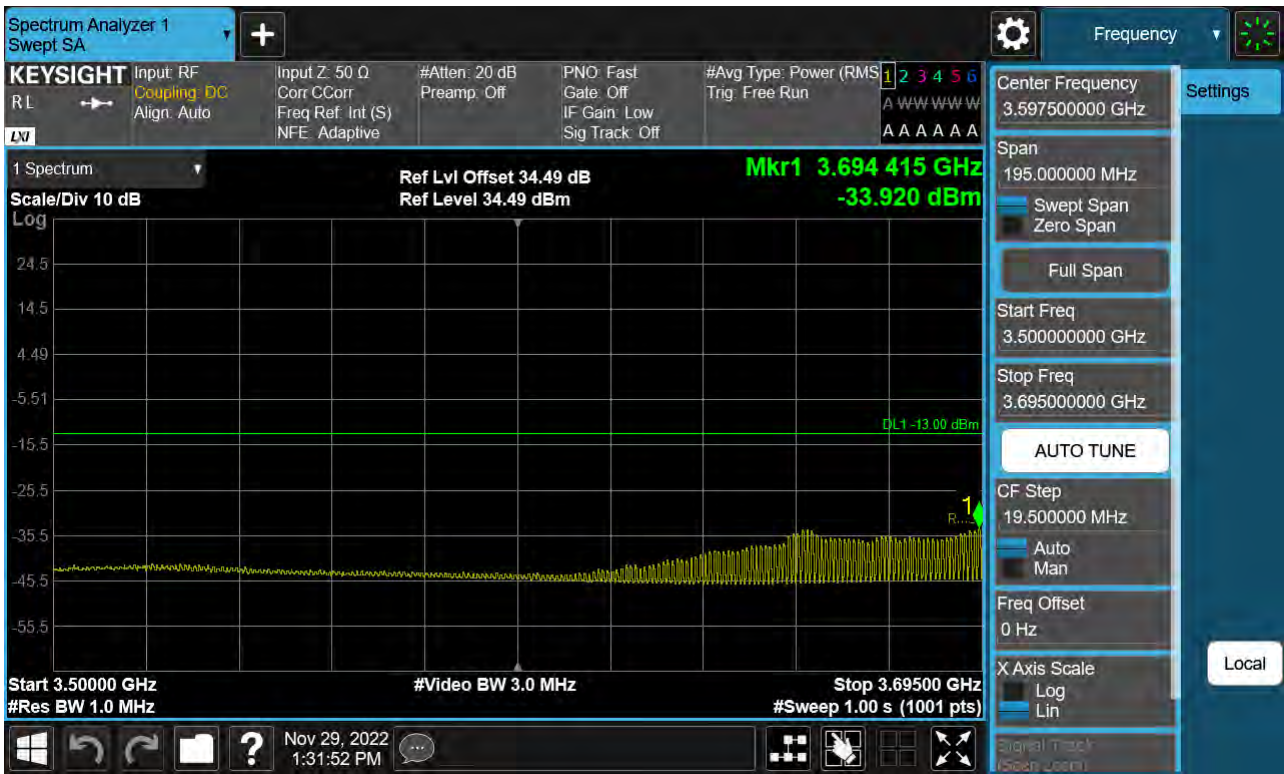 Spectrum Analyzer 1
Swept SA
+
Frequency
KEYSIGHT
RL
LXI
Input: RF
Coupling: DC
Align: Auto
Input Z: 50 Ω
Corr CCorr
Freq Ref: Int (S)
NFE: Adaptive
#Atten: 20 dB
Preamp: Off
PNO: Fast
Gate: Off
IF Gain: Low
Sig Track: Off
#Avg Type: Power (RMS
Trig: Free Run
1 2 3 4 5 6
A W W W W W
A A A A A A
1 Spectrum
Scale/Div 10 dB
Ref Lvl Offset 34.49 dB
Ref Level 34.49 dBm
Mkr1 3.694 415 GHz
-33.920 dBm
Log
24.5
14.5
4.49
-5.51
-15.5
-25.5
-35.5
-45.5
-55.5
DL1 -13.00 dBm
1
R...
Start 3.50000 GHz
#Res BW 1.0 MHz
#Video BW 3.0 MHz
Stop 3.69500 GHz
#Sweep 1.00 s (1001 pts)
Center Frequency
3.597500000 GHz
Span
195.000000 MHz
Swept Span
Zero Span
Full Span
Start Freq
3.500000000 GHz
Stop Freq
3.695000000 GHz
AUTO TUNE
CF Step
19.500000 MHz
Auto
Man
Freq Offset
0 Hz
X Axis Scale
Log
Lin
Signal Track
(Span Zoom)
Settings
Local
?
Nov 29, 2022
1:31:52 PM